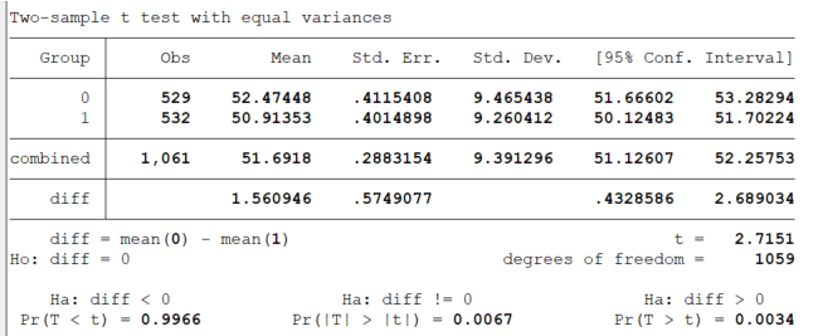 Two-sample t test with equal variances
Group Obs Mean Std. Err. Std. Dev. [95% Conf. Interval]
0 529 52.47448 .4115408 9.465438 51.66602 53.28294
1 532 50.91353 .4014898 9.260412 50.12483 51.70224
combined 1,061 51.6918 .2883154 9.391296 51.12607 52.25753
diff 1.560946 .5749077 .4328586 2.689034
diff = mean(0) - mean(1) t = 2.7151
Ho: diff = 0 degrees of freedom = 1059
Ha: diff < 0 Ha: diff != 0 Ha: diff > 0
Pr(T < t) = 0.9966 Pr(|T| > |t|) = 0.0067 Pr(T > t) = 0.0034